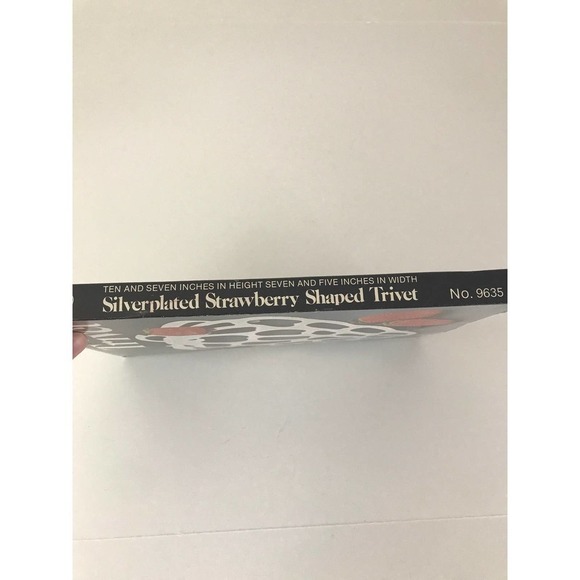 TEN AND SEVEN INCHES IN HEIGHT SEVEN AND FIVE INCHES IN WIDTH
Silverplated Strawberry Shaped Trivet
No. 9635